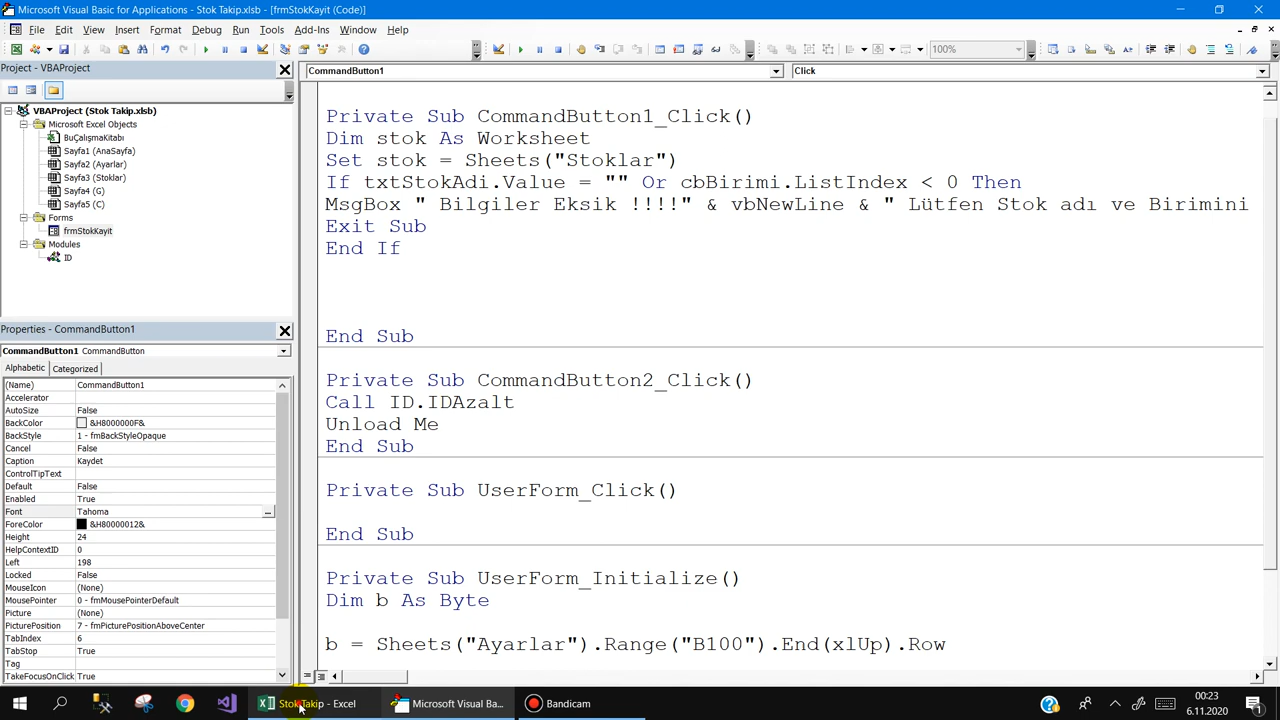 Microsoft Visual Basic for Applications - Stok Takip.xlsb - [frmStokKayit (Code)]
File Edit View Insert Format Debug Run Tools Add-Ins Window Help
100%
Project - VBAProject
CommandButton1
Click
VBAProject (Stok Takip.xlsb)
Microsoft Excel Objects
BuÇalışmaKitabı
Sayfa1 (AnaSayfa)
Sayfa2 (Ayarlar)
Sayfa3 (Stoklar)
Sayfa4 (G)
Sayfa5 (C)
Forms
frmStokKayit
Modules
ID
Properties - CommandButton1
CommandButton1 CommandButton
Alphabetic Categorized
(Name) CommandButton1
Accelerator
AutoSize False
BackColor &H8000000F&
BackStyle 1 - fmBackStyleOpaque
Cancel False
Caption Kaydet
ControlTipText
Default False
Enabled True
Font Tahoma ...
ForeColor &H80000012&
Height 24
HelpContextID 0
Left 198
Locked False
MouseIcon (None)
MousePointer 0 - fmMousePointerDefault
Picture (None)
PicturePosition 7 - fmPicturePositionAboveCenter
TabIndex 6
TabStop True
Tag
TakeFocusOnClick True
Private Sub CommandButton1_Click()
Dim stok As Worksheet
Set stok = Sheets("Stoklar")
If txtStokAdi.Value = "" Or cbBirimi.ListIndex < 0 Then
MsgBox " Bilgiler Eksik !!!!" & vbNewLine & " Lütfen Stok adı ve Birimini
Exit Sub
End If
End Sub
Private Sub CommandButton2_Click()
Call ID.IDAzalt
Unload Me
End Sub
Private Sub UserForm_Click()
End Sub
Private Sub UserForm_Initialize()
Dim b As Byte
b = Sheets("Ayarlar").Range("B100").End(xlUp).Row
Stok Takip - Excel
Microsoft Visual Ba...
Bandicam
00:23
6.11.2020
1